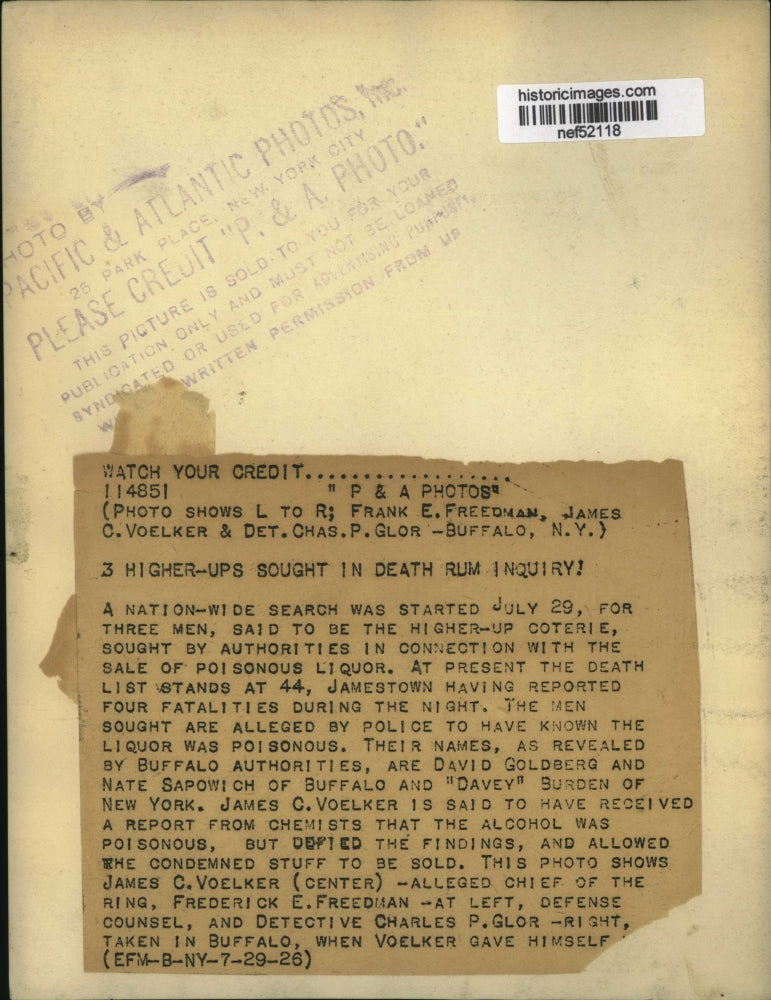 historicimages.com
nef52118
PHOTO BY
PACIFIC & ATLANTIC PHOTOS, Inc.
25 PARK PLACE, NEW YORK CITY
PLEASE CREDIT "P. & A. PHOTO."
THIS PICTURE IS SOLD TO YOU FOR YOUR
PUBLICATION ONLY AND MUST NOT BE LOANED
SYNDICATED OR USED FOR ADVERTISING PURPOSES
WRITTEN PERMISSION FROM US
WATCH YOUR CREDIT...................
114851 " P & A PHOTOS"
(PHOTO SHOWS L TO R; FRANK E.FREEDMAN, JAMES
C.VOELKER & DET.CHAS.P.GLOR -BUFFALO, N.Y.)
3 HIGHER-UPS SOUGHT IN DEATH RUM INQUIRY!
A NATION-WIDE SEARCH WAS STARTED JULY 29, FOR
THREE MEN, SAID TO BE THE HIGHER-UP COTERIE,
SOUGHT BY AUTHORITIES IN CONNECTION WITH THE
SALE OF POISONOUS LIQUOR. AT PRESENT THE DEATH
LIST STANDS AT 44, JAMESTOWN HAVING REPORTED
FOUR FATALITIES DURING THE NIGHT. THE MEN
SOUGHT ARE ALLEGED BY POLICE TO HAVE KNOWN THE
LIQUOR WAS POISONOUS. THEIR NAMES, AS REVEALED
BY BUFFALO AUTHORITIES, ARE DAVID GOLDBERG AND
NATE SAPOWICH OF BUFFALO AND "DAVEY" BURDEN OF
NEW YORK. JAMES C.VOELKER IS SAID TO HAVE RECEIVED
A REPORT FROM CHEMISTS THAT THE ALCOHOL WAS
POISONOUS, BUT DEFIED THE FINDINGS, AND ALLOWED
THE CONDEMNED STUFF TO BE SOLD. THIS PHOTO SHOWS
JAMES C.VOELKER (CENTER) -ALLEGED CHIEF OF THE
RING, FREDERICK E.FREEDMAN -AT LEFT, DEFENSE
COUNSEL, AND DETECTIVE CHARLES P.GLOR -RIGHT,
TAKEN IN BUFFALO, WHEN VOELKER GAVE HIMSELF
(EFM-B-NY-7-29-26)